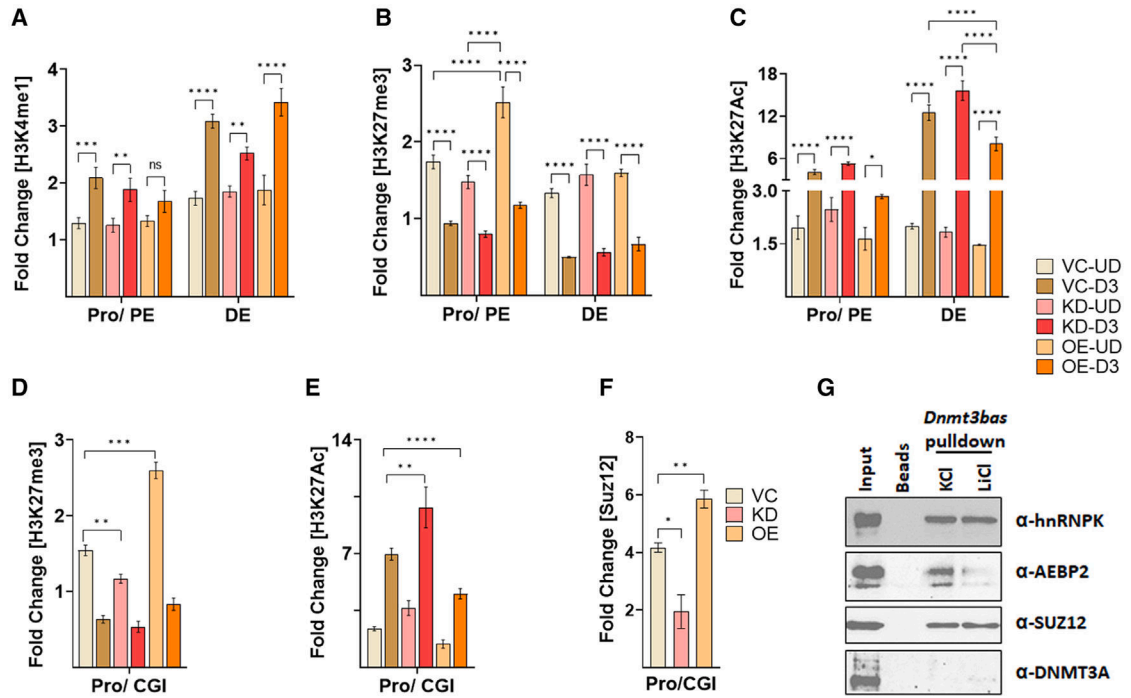 A
Fold Change [H3K4me1]
4
3
2
1
***
**
ns
****
**
****
Pro/ PE
DE
B
Fold Change [H3K27me3]
3
2
1
****
****
****
****
****
****
****
****
Pro/ PE
DE
C
Fold Change [H3K27Ac]
18
12
6
3.0
1.5
****
****
*
****
****
****
****
****
Pro/ PE
DE
VC-UD
VC-D3
KD-UD
KD-D3
OE-UD
OE-D3
D
Fold Change [H3K27me3]
3
2
1
***
**
Pro/ CGI
E
Fold Change [H3K27Ac]
14
7
****
**
Pro/ CGI
F
Fold Change [Suz12]
8
6
4
2
**
*
Pro/CGI
VC
KD
OE
G
Dnmt3bas
pulldown
Input
Beads
KCl
LiCl
α-hnRNPK
α-AEBP2
α-SUZ12
α-DNMT3A